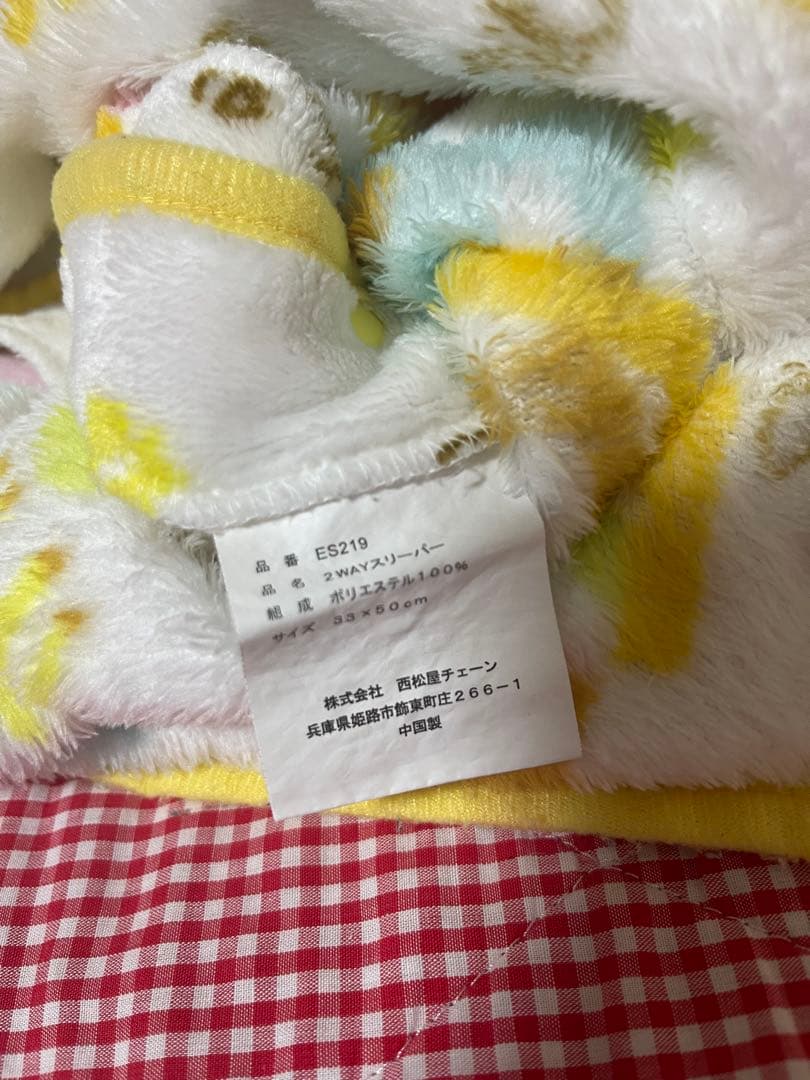 品 番 ES219
品 名 2WAYスリーパー
組 成 ポリエステル100%
サイズ 33×50cm
株式会社 西松屋チェーン
兵庫県姫路市飾東町庄266−1
中国製